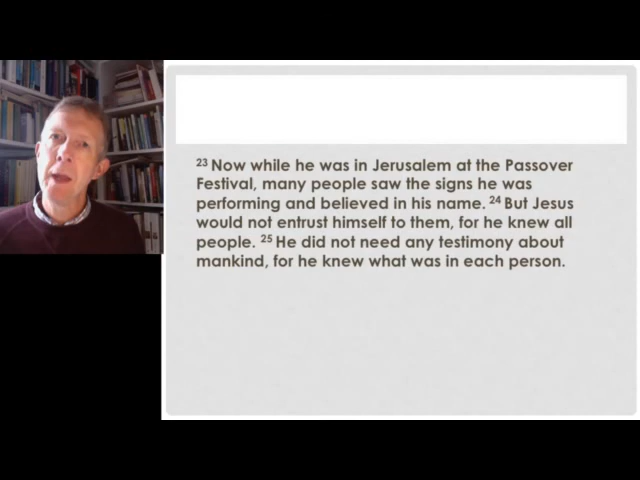 23 Now while he was in Jerusalem at the Passover
Festival, many people saw the signs he was
performing and believed in his name. 24 But Jesus
would not entrust himself to them, for he knew all
people. 25 He did not need any testimony about
mankind, for he knew what was in each person.